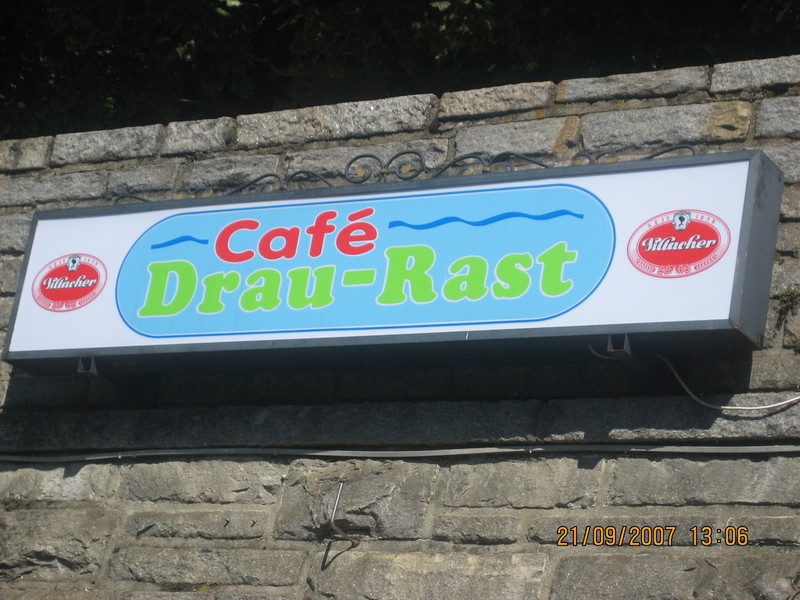 Café
Drau-Rast
Villacher
Villacher
21/09/2007 13:06